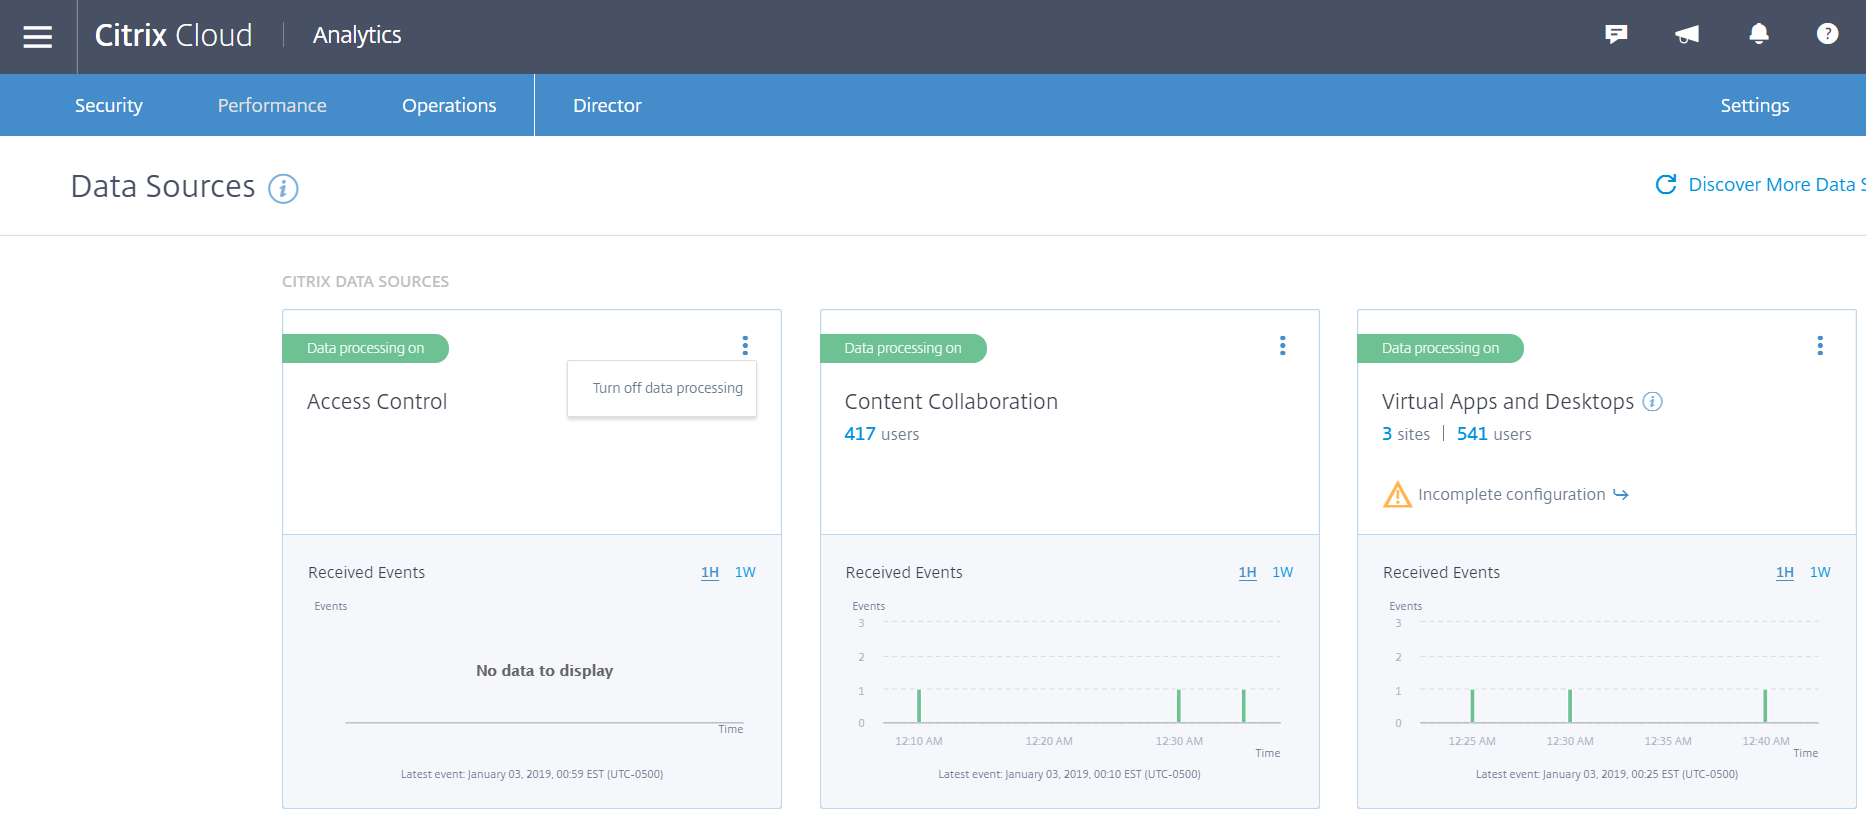 Citrix Cloud Analytics
?
Security Performance Operations Director Settings
Data Sources i
Discover More Data S
CITRIX DATA SOURCES
Data processing on
Turn off data processing
Access Control
Received Events 1H 1W
Events
No data to display
Time
Latest event: January 03, 2019, 00:59 EST (UTC-0500)
Data processing on
Content Collaboration
417 users
Received Events 1H 1W
Events
3
2
1
0
12:10 AM 12:20 AM 12:30 AM
Time
Latest event: January 03, 2019, 00:10 EST (UTC-0500)
Data processing on
Virtual Apps and Desktops i
3 sites | 541 users
Incomplete configuration
Received Events 1H 1W
Events
3
2
1
0
12:25 AM 12:30 AM 12:35 AM 12:40 AM
Time
Latest event: January 03, 2019, 00:25 EST (UTC-0500)